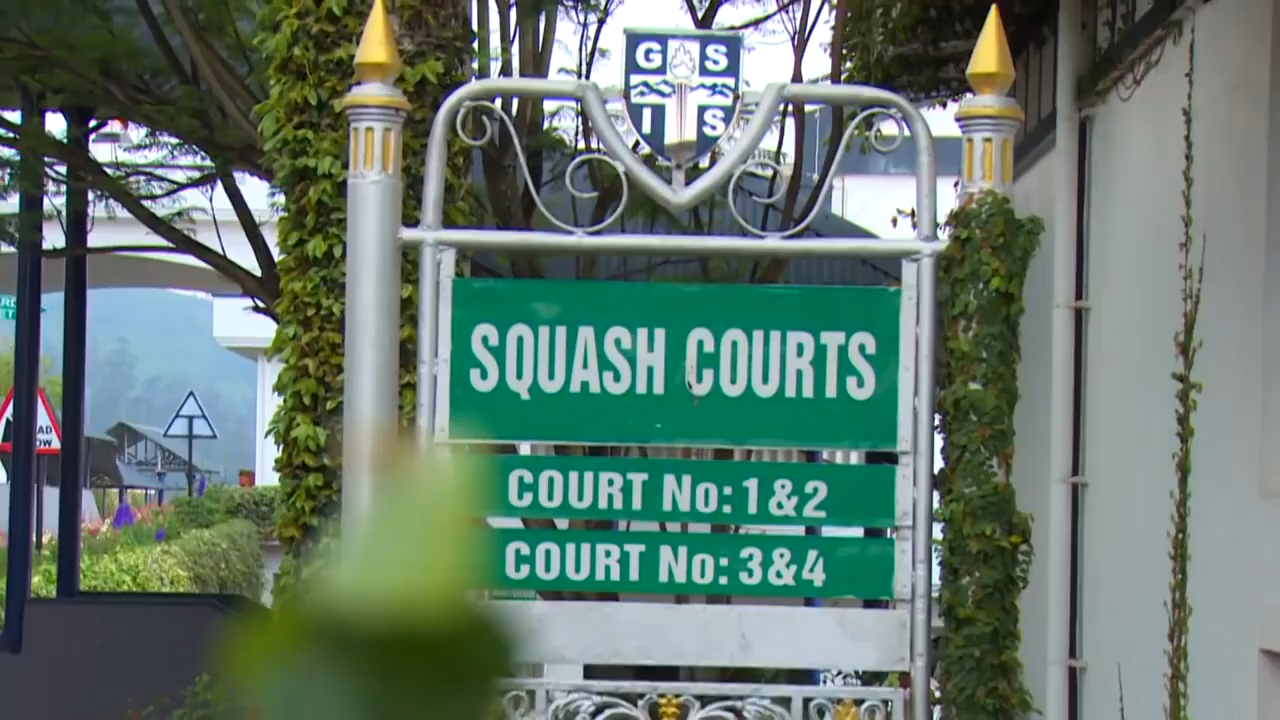 G S
I S
SQUASH COURTS
COURT No: 1&2
COURT No: 3&4